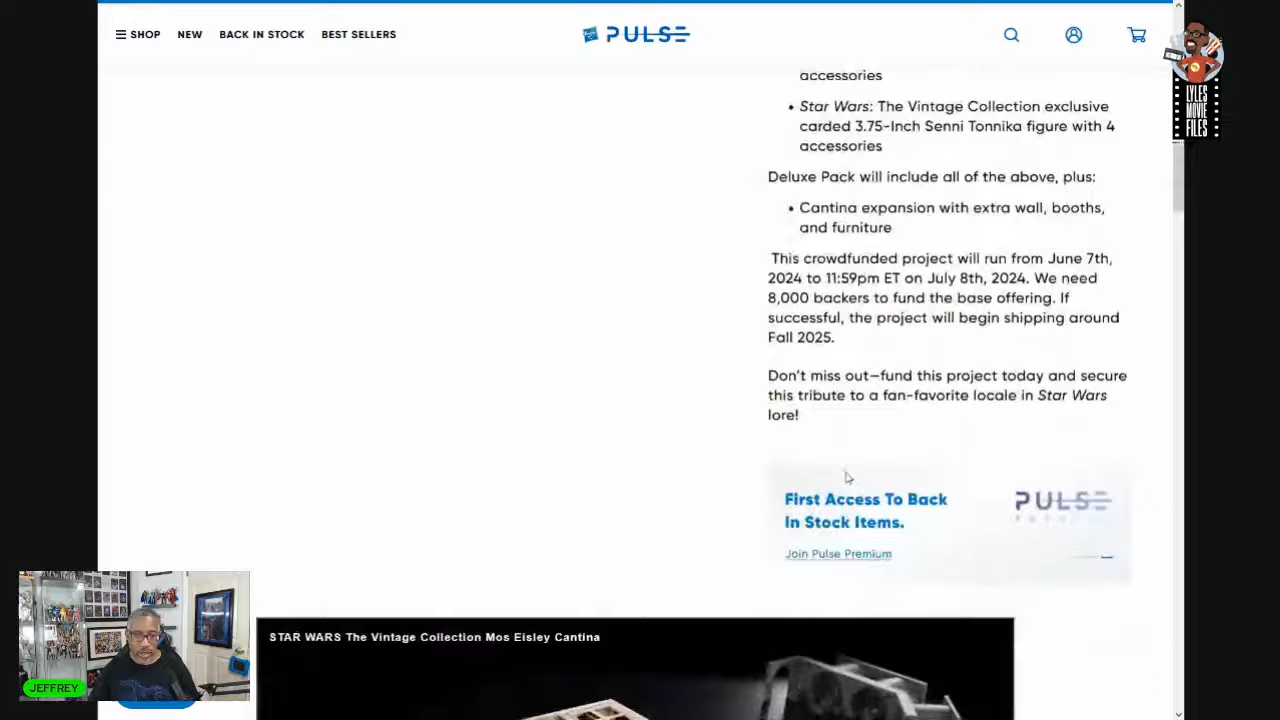 SHOP NEW BACK IN STOCK BEST SELLERS
PULSE
accessories
• Star Wars: The Vintage Collection exclusive
carded 3.75-Inch Senni Tonnika figure with 4
accessories
Deluxe Pack will include all of the above, plus:
• Cantina expansion with extra wall, booths,
and furniture
This crowdfunded project will run from June 7th,
2024 to 11:59pm ET on July 8th, 2024. We need
8,000 backers to fund the base offering. If
successful, the project will begin shipping around
Fall 2025.
Don't miss out—fund this project today and secure
this tribute to a fan-favorite locale in Star Wars
lore!
First Access To Back
In Stock Items.
Join Pulse Premium
PULSE
STAR WARS The Vintage Collection Mos Eisley Cantina
JEFFREY
LYLES
MOVIE
FILES